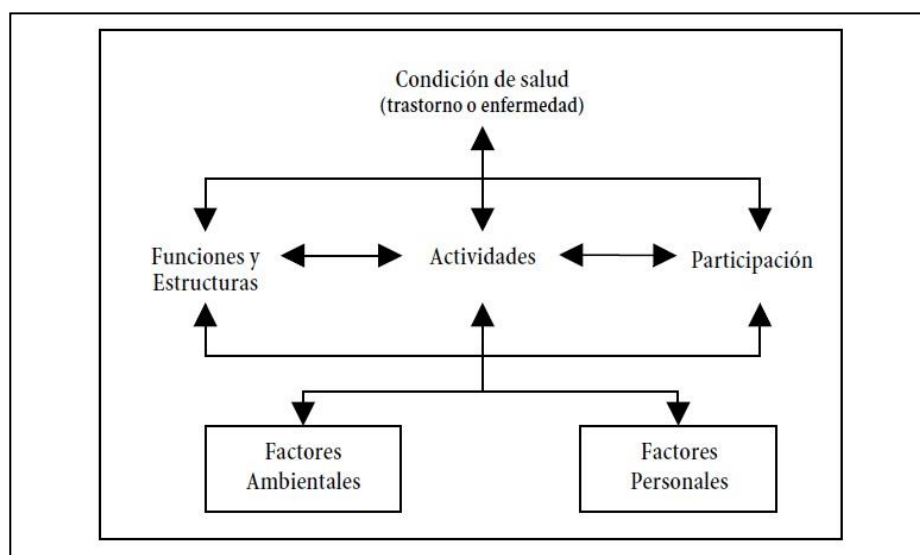 Condición de salud
(trastorno o enfermedad)
Funciones y
Estructuras
Actividades
Participación
Factores
Ambientales
Factores
Personales